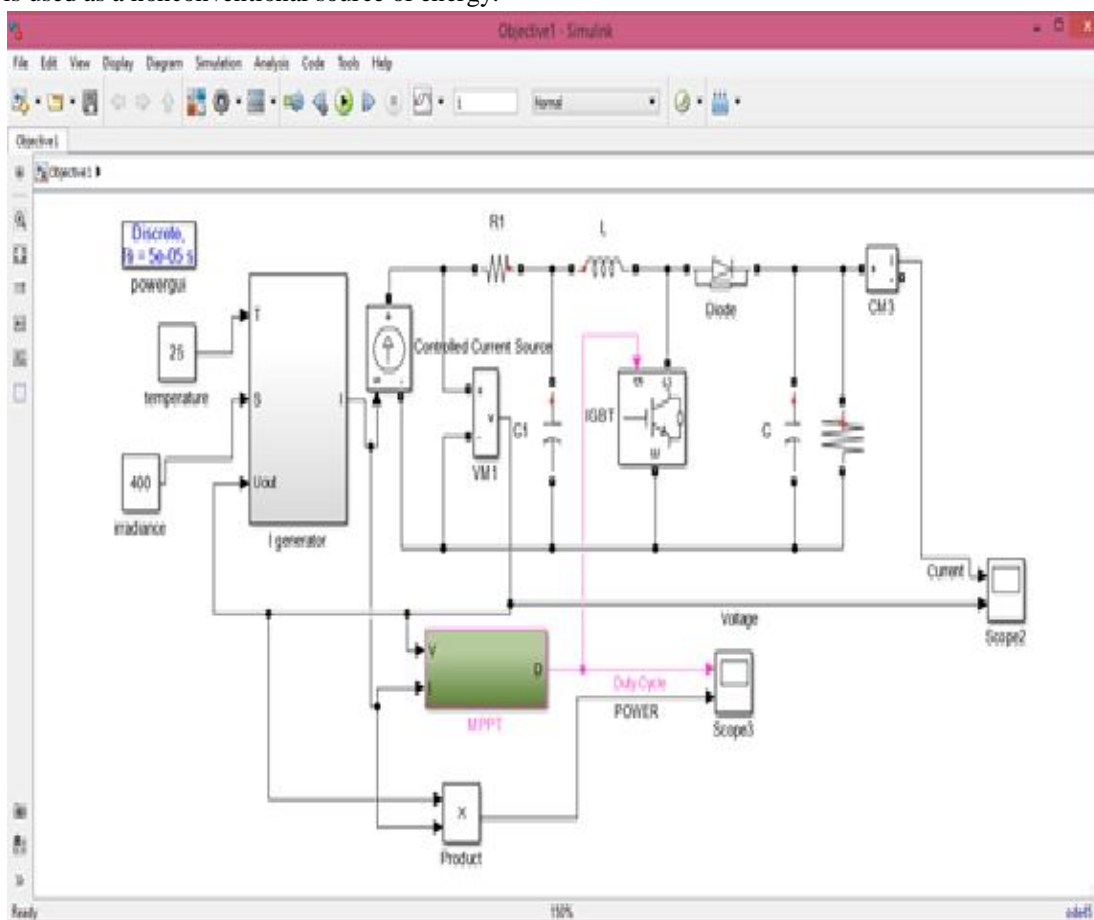 is used as a nonconventional source of energy.
Objective1 - Simulink
File Edit View Display Diagram Simulation Analysis Code Tools Help
1
Normal
Objective1
Objective1
Discrete,
= 5e-05 s
powergui
R1
L
Diode
CM3
T
25
temperature
S
I
Controlled Current Source
400
irradiance
Uout
I generator
v
VM1
C1
IGBT
g
C
E
C
Current
Voltage
Scope2
V
I
D
MPPT
Duty Cycle
POWER
Scope3
X
Product
Ready
150%
ode45